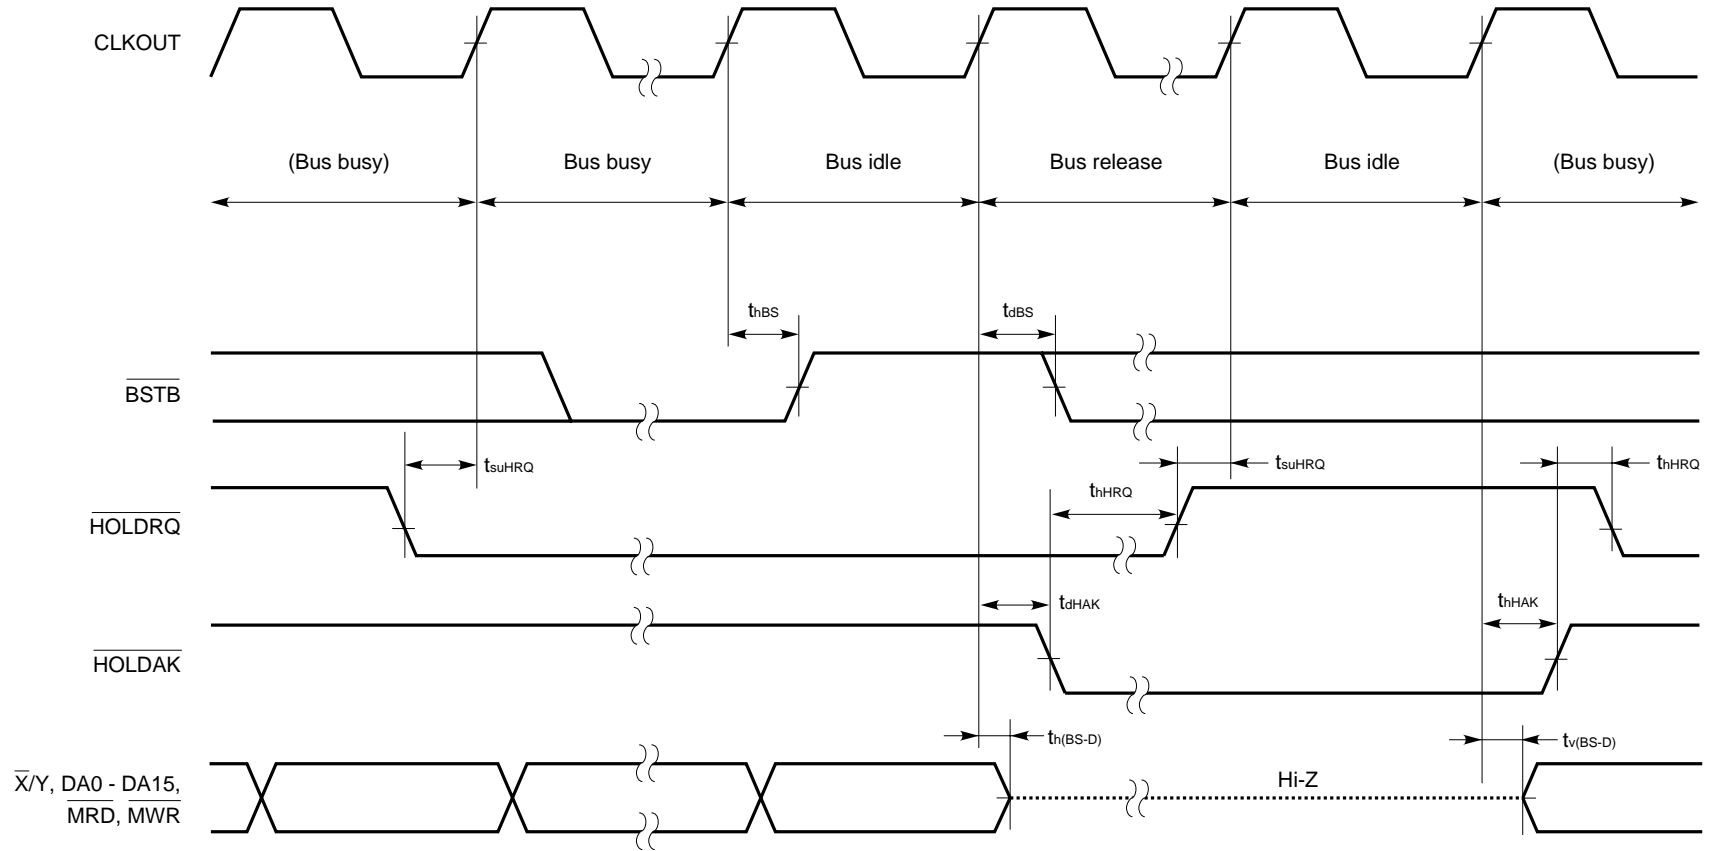 CLKOUT
(Bus busy) Bus busy Bus idle Bus release Bus idle (Bus busy)
thBS tdBS
BSTB
tsuHRQ tsuHRQ thHRQ
thHRQ
HOLDRQ
tdHAK thHAK
HOLDAK
th(BS-D) tv(BS-D)
X/Y, DA0 - DA15,
MRD, MWR
Hi-Z